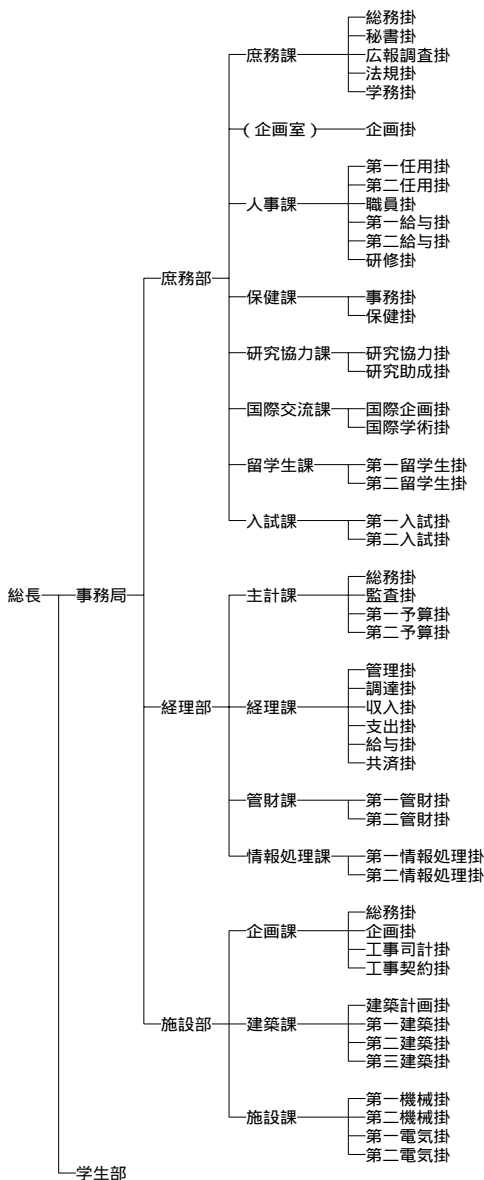 総務掛
秘書掛
庶務課
広報調査掛
法規掛
学務掛
(企画室)
企画掛
第一任用掛
第二任用掛
人事課
職員掛
第一給与掛
第二給与掛
研修掛
庶務部
保健課
事務掛
保健掛
研究協力課
研究協力掛
研究助成掛
国際交流課
国際企画掛
国際学術掛
留学生課
第一留学生掛
第二留学生掛
入試課
第一入試掛
第二入試掛
総長
事務局
主計課
総務掛
監査掛
第一予算掛
第二予算掛
管理掛
調達掛
経理部
経理課
収入掛
支出掛
給与掛
共済掛
管財課
第一管財掛
第二管財掛
情報処理課
第一情報処理掛
第二情報処理掛
総務掛
企画課
企画掛
工事司計掛
工事契約掛
建築計画掛
施設部
建築課
第一建築掛
第二建築掛
第三建築掛
第一機械掛
施設課
第二機械掛
第一電気掛
第二電気掛
学生部